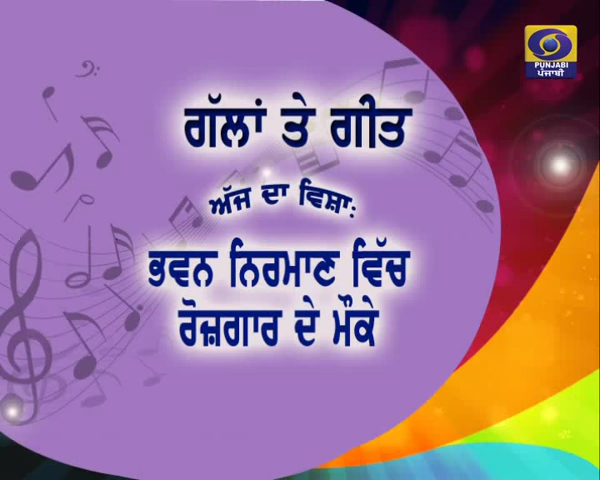 PUNJABI
ਪੰਜਾਬੀ
ਗੱਲਾਂ ਤੇ ਗੀਤ
ਅੱਜ ਦਾ ਵਿਸ਼ਾ:
ਭਵਨ ਨਿਰਮਾਣ ਵਿੱਚ
ਰੋਜ਼ਗਾਰ ਦੇ ਮੌਕੇ